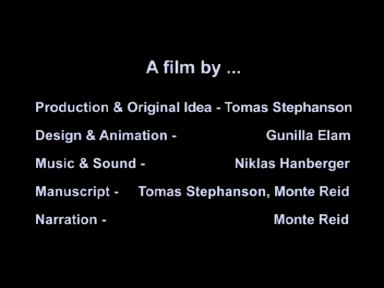 A film by ...
Production & Original Idea - Tomas Stephanson
Design & Animation - Gunilla Elam
Music & Sound - Niklas Hanberger
Manuscript - Tomas Stephanson, Monte Reid
Narration - Monte Reid